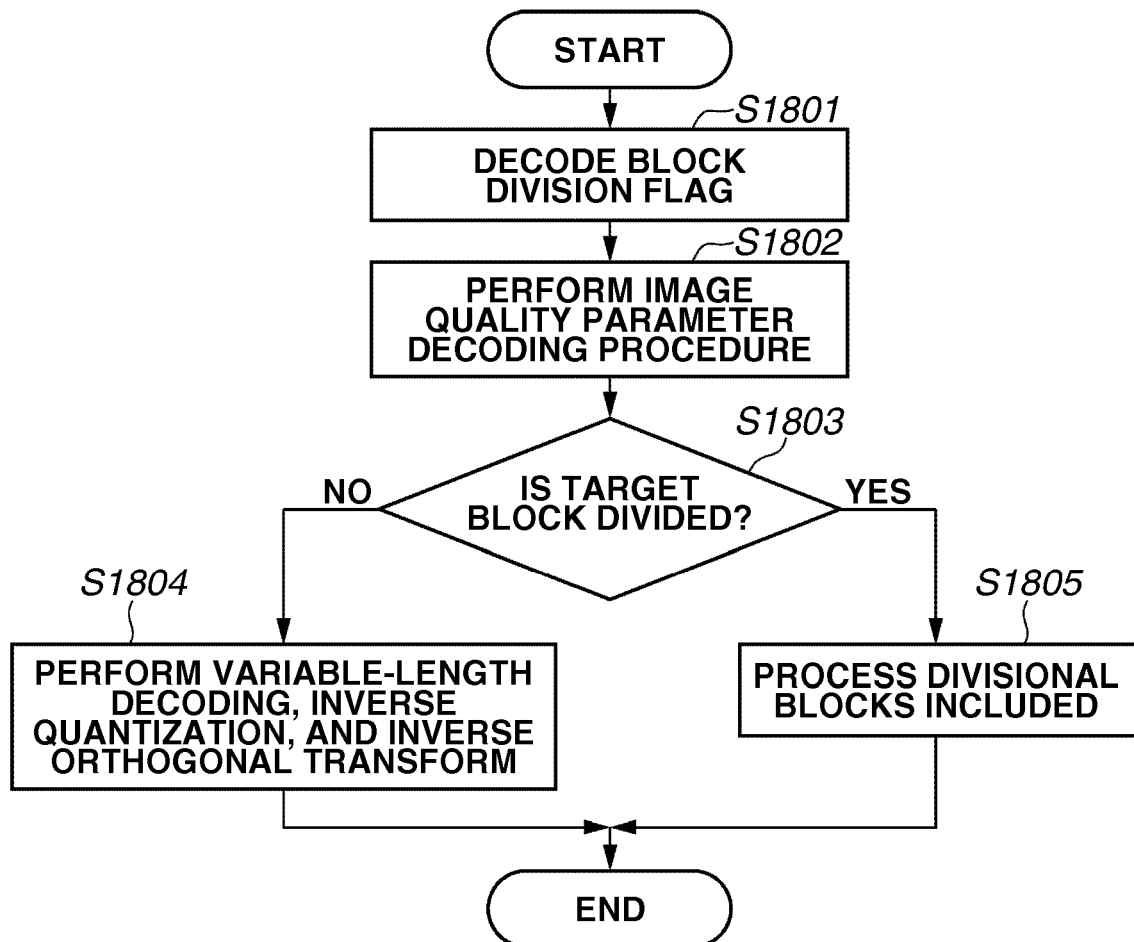 START
S1801
DECODE BLOCK
DIVISION FLAG
S1802
PERFORM IMAGE
QUALITY PARAMETER
DECODING PROCEDURE
S1803
IS TARGET
BLOCK DIVIDED?
NO
YES
S1804
PERFORM VARIABLE-LENGTH
DECODING, INVERSE
QUANTIZATION, AND INVERSE
ORTHOGONAL TRANSFORM
S1805
PROCESS DIVISIONAL
BLOCKS INCLUDED
END